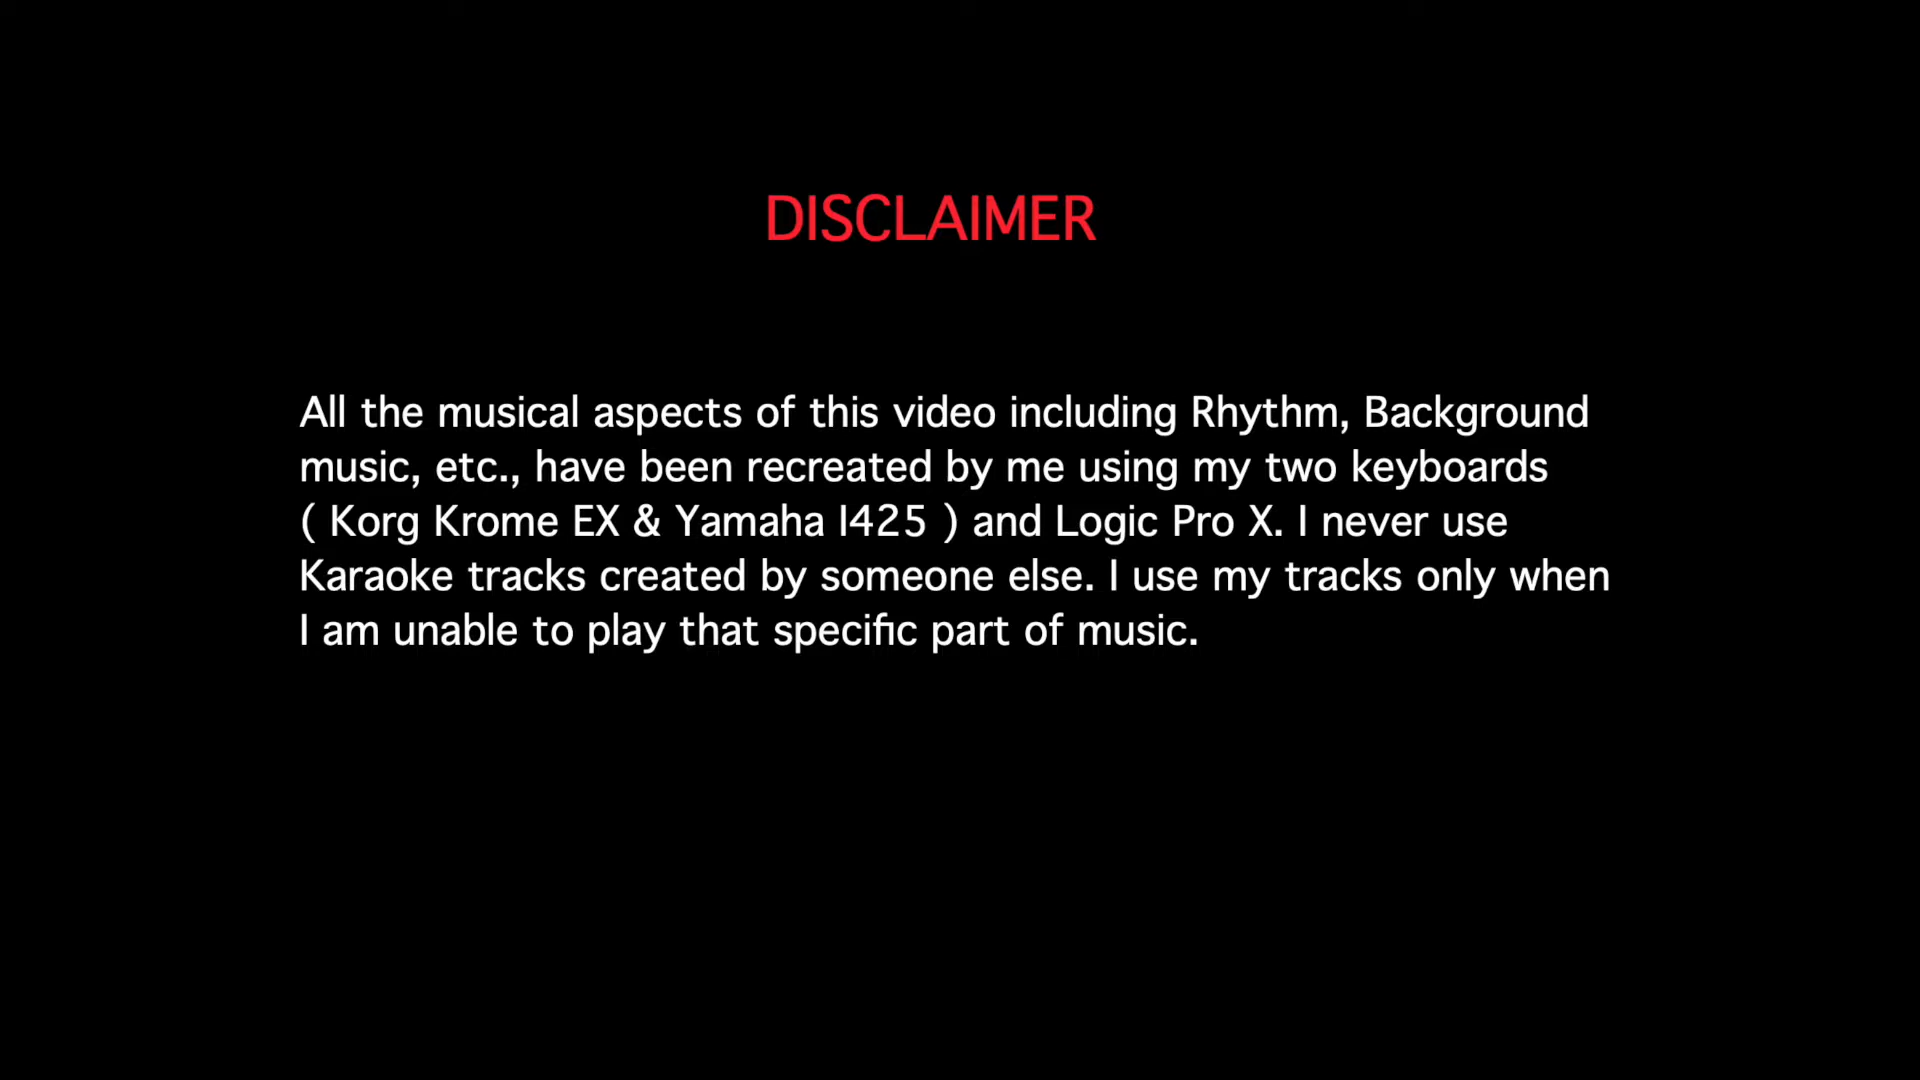 DISCLAIMER
All the musical aspects of this video including Rhythm, Background
music, etc., have been recreated by me using my two keyboards
( Korg Krome EX & Yamaha I425 ) and Logic Pro X. I never use
Karaoke tracks created by someone else. I use my tracks only when
I am unable to play that specific part of music.